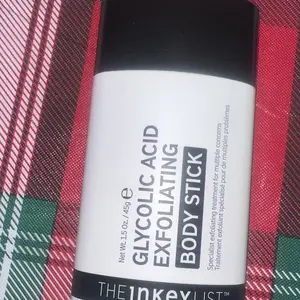 Net Wt. 1.5 Oz. / 45g ℮
GLYCOLIC ACID
EXFOLIATING
BODY STICK
Specialist exfoliating treatment for multiple concerns
Traitement exfoliant spécialisé pour de multiples problèmes
THE INKEY LIST™